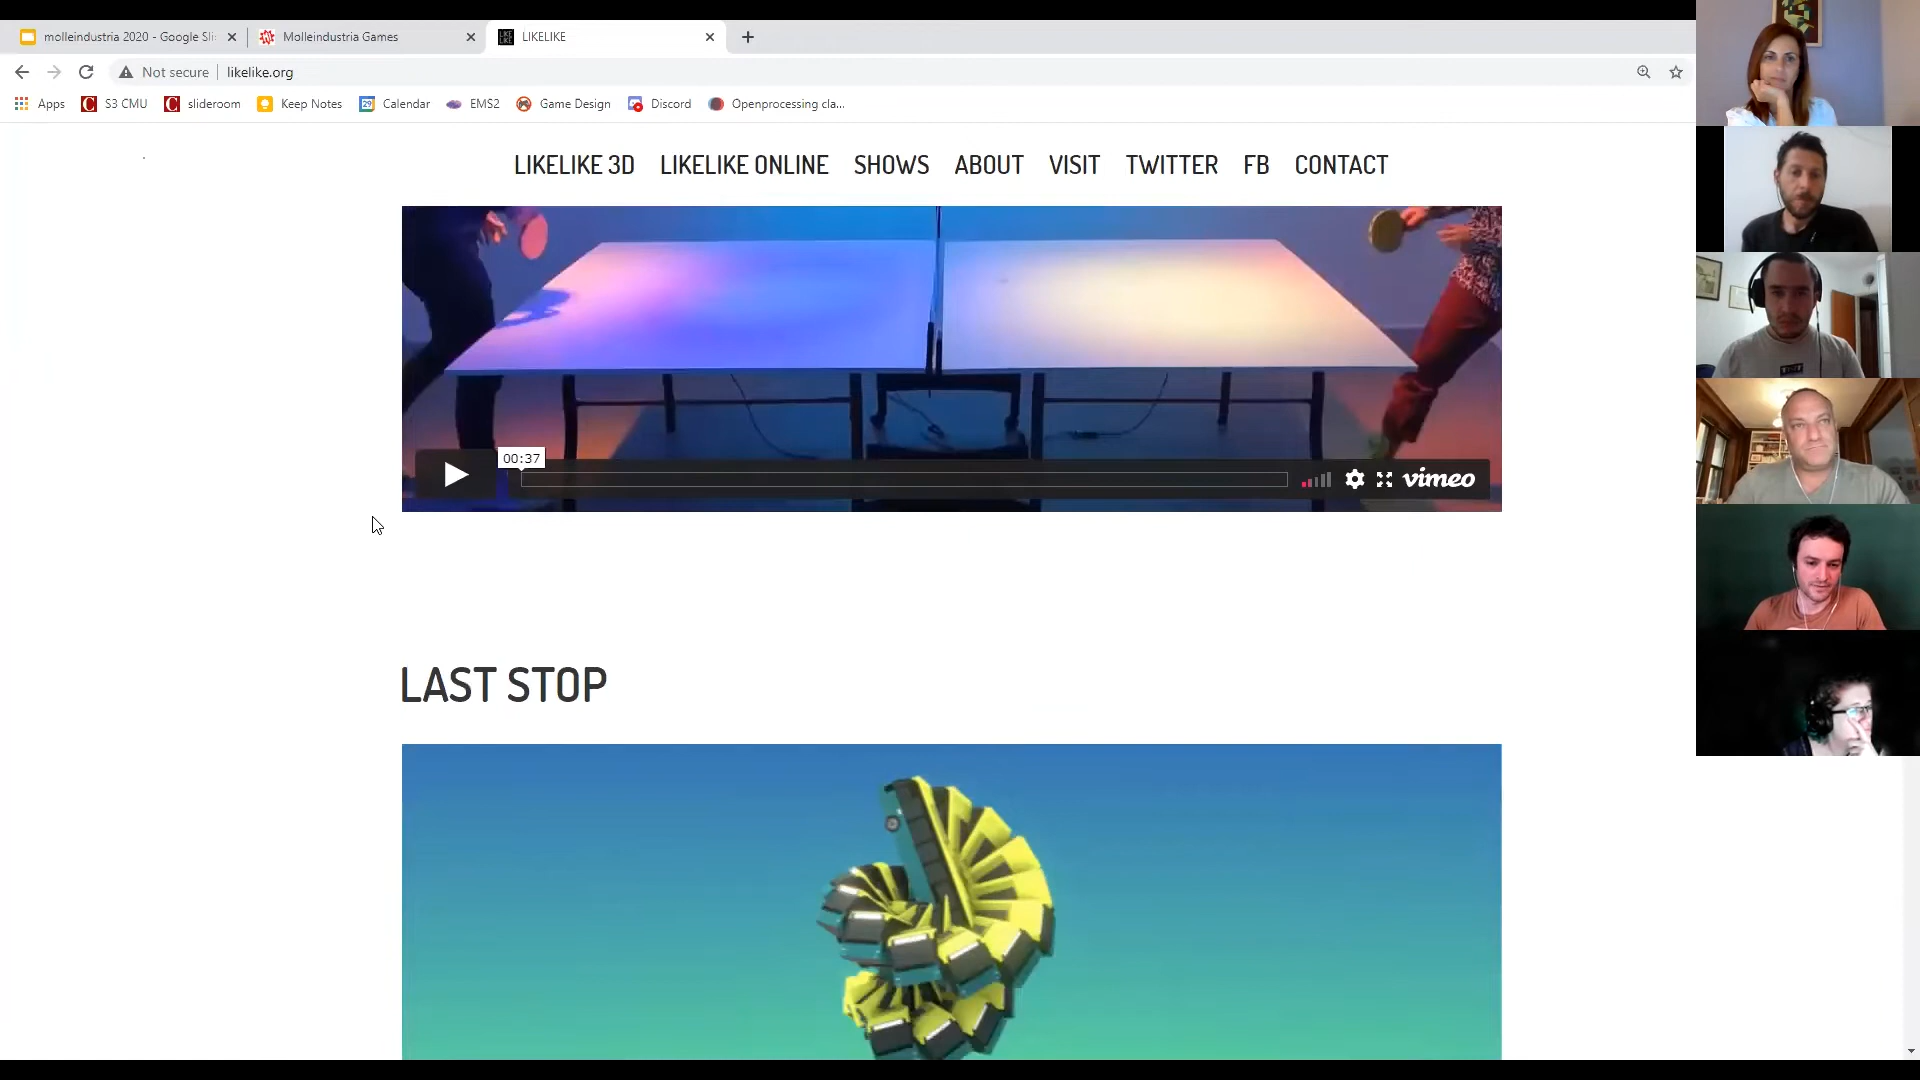 molleindustria 2020 - Google Sli
Molleindustria Games
LIKELIKE
Not secure
likelike.org
Apps
S3 CMU
slideroom
Keep Notes
Calendar
EMS2
Game Design
Discord
Openprocessing cla...
LIKELIKE 3D
LIKELIKE ONLINE
SHOWS
ABOUT
VISIT
TWITTER
FB
CONTACT
00:37
vimeo
LAST STOP